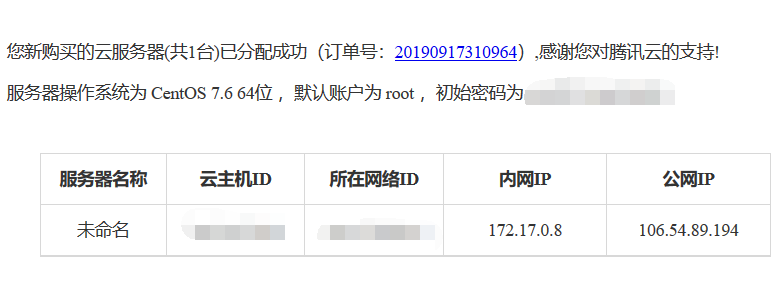 您新购买的云服务器(共1台)已分配成功（订单号：20190917310964）,感谢您对腾讯云的支持!
服务器操作系统为 CentOS 7.6 64位 ，默认账户为 root ，初始密码为
服务器名称 云主机ID 所在网络ID 内网IP 公网IP
未命名 172.17.0.8 106.54.89.194